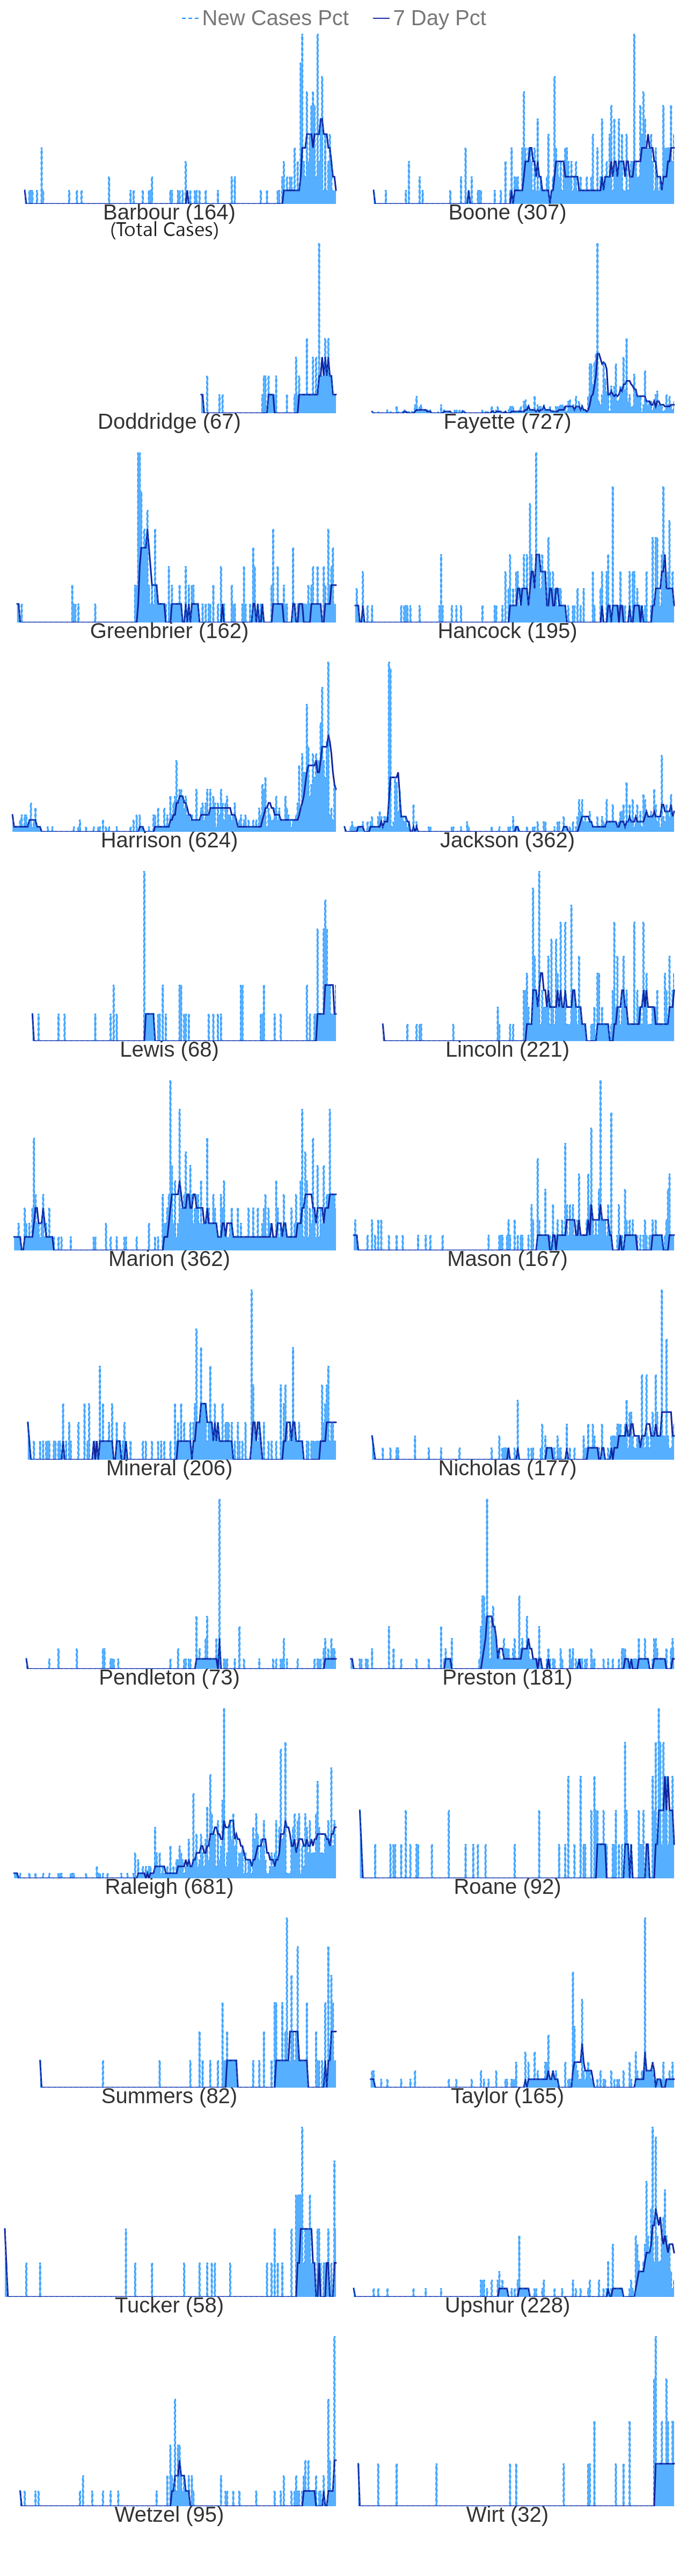 New Cases Pct 7 Day Pct
Barbour (164) Boone (307)
(Total Cases)
Doddridge (67) Fayette (727)
Greenbrier (162) Hancock (195)
Harrison (624) Jackson (362)
Lewis (68) Lincoln (221)
Marion (362) Mason (167)
Mineral (206) Nicholas (177)
Pendleton (73) Preston (181)
Raleigh (681) Roane (92)
Summers (82) Taylor (165)
Tucker (58) Upshur (228)
Wetzel (95) Wirt (32)